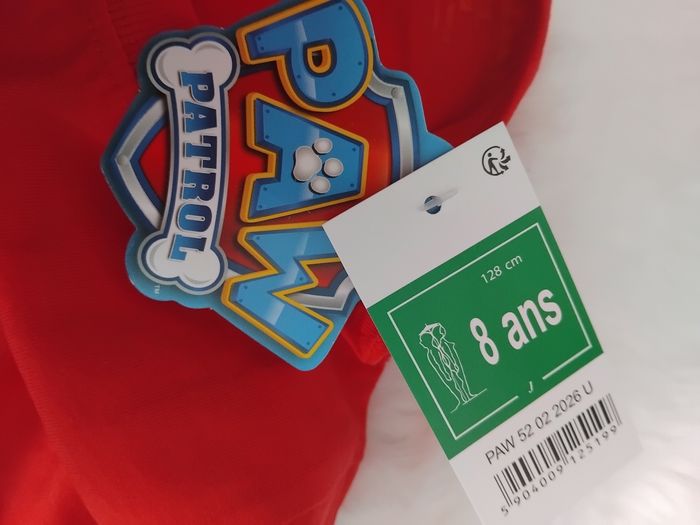 PAW
PATROL
TM
128 cm
8 ans
J
PAW 52 02 2026 U
5 904009 125199